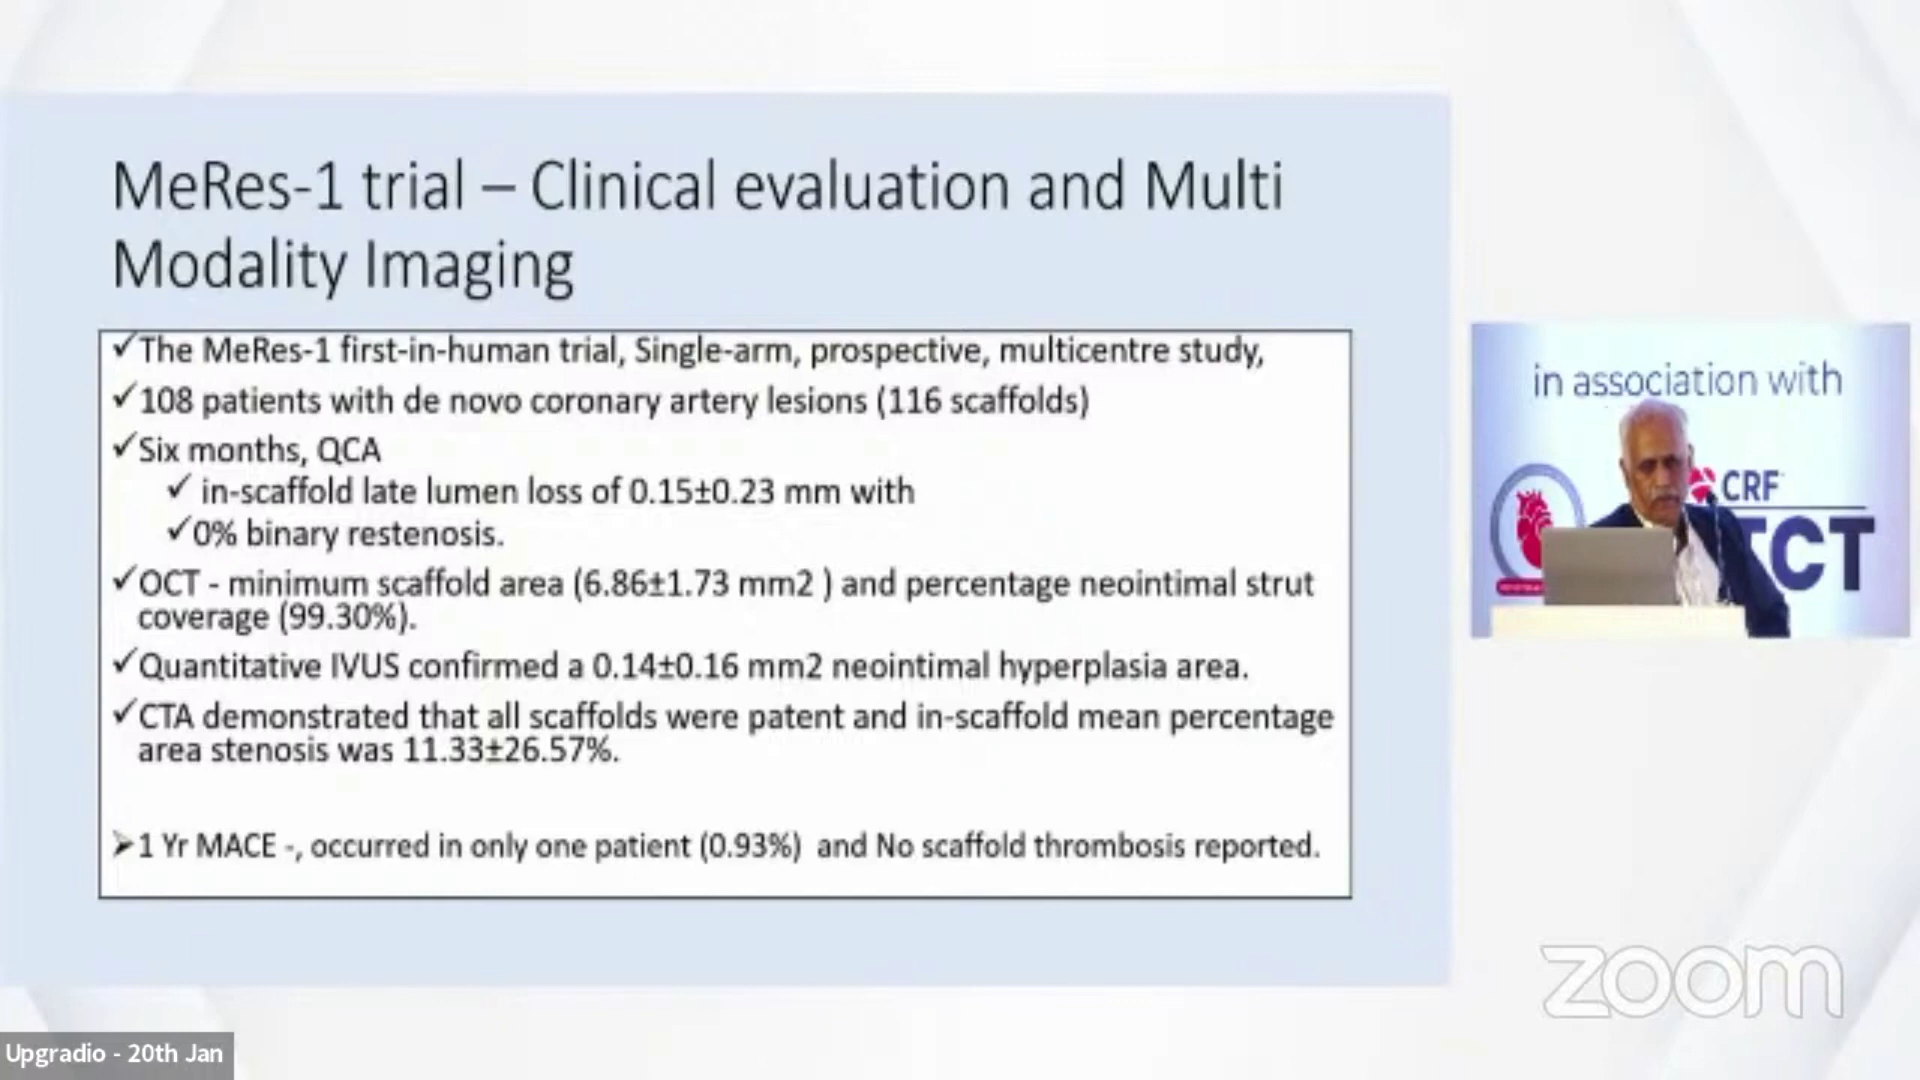 MeRes-1 trial – Clinical evaluation and Multi
Modality Imaging
✓The MeRes-1 first-in-human trial, Single-arm, prospective, multicentre study,
✓108 patients with de novo coronary artery lesions (116 scaffolds)
✓Six months, QCA
✓ in-scaffold late lumen loss of 0.15±0.23 mm with
✓0% binary restenosis.
✓OCT - minimum scaffold area (6.86±1.73 mm2 ) and percentage neointimal strut
coverage (99.30%).
✓Quantitative IVUS confirmed a 0.14±0.16 mm2 neointimal hyperplasia area.
✓CTA demonstrated that all scaffolds were patent and in-scaffold mean percentage
area stenosis was 11.33±26.57%.
➢1 Yr MACE -, occurred in only one patient (0.93%) and No scaffold thrombosis reported.
in association with
CRF
TCT
zoom
Upgradio - 20th Jan